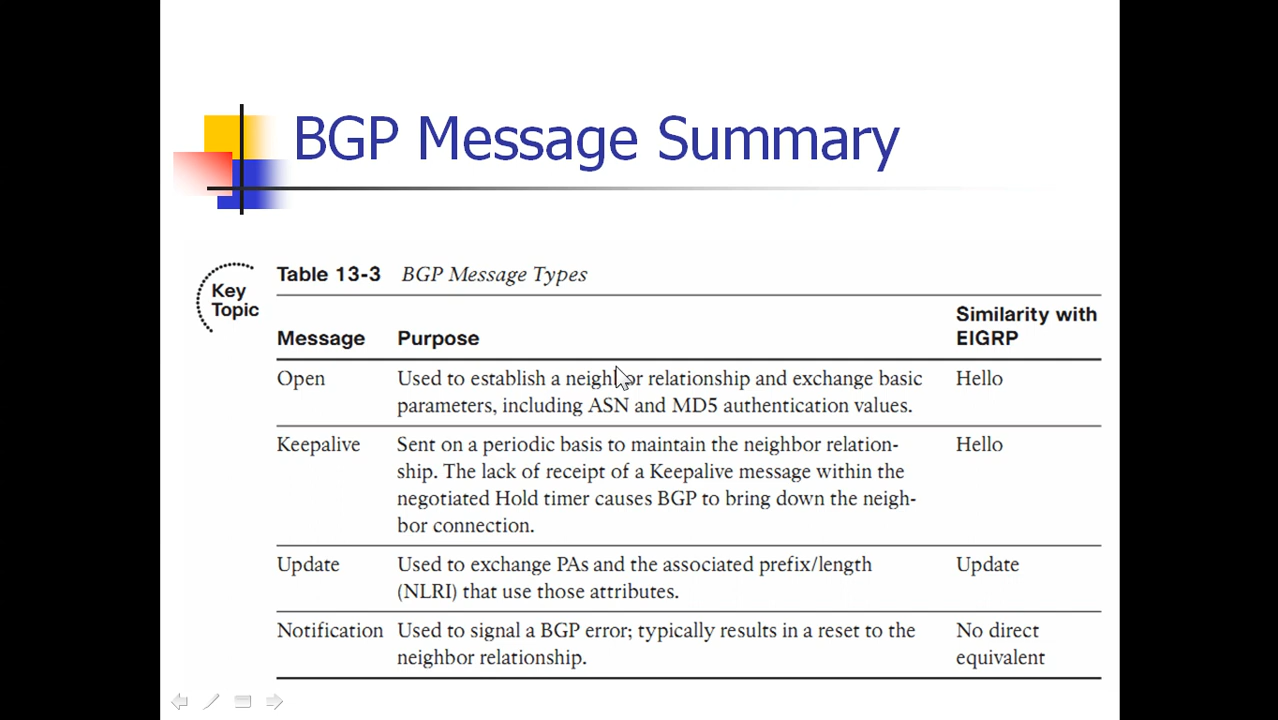 BGP Message Summary
Key
Topic
Table 13-3 BGP Message Types
Message Purpose Similarity with
EIGRP
Open Used to establish a neighbor relationship and exchange basic Hello
parameters, including ASN and MD5 authentication values.
Keepalive Sent on a periodic basis to maintain the neighbor relation- Hello
ship. The lack of receipt of a Keepalive message within the
negotiated Hold timer causes BGP to bring down the neigh-
bor connection.
Update Used to exchange PAs and the associated prefix/length Update
(NLRI) that use those attributes.
Notification Used to signal a BGP error; typically results in a reset to the No direct
neighbor relationship. equivalent